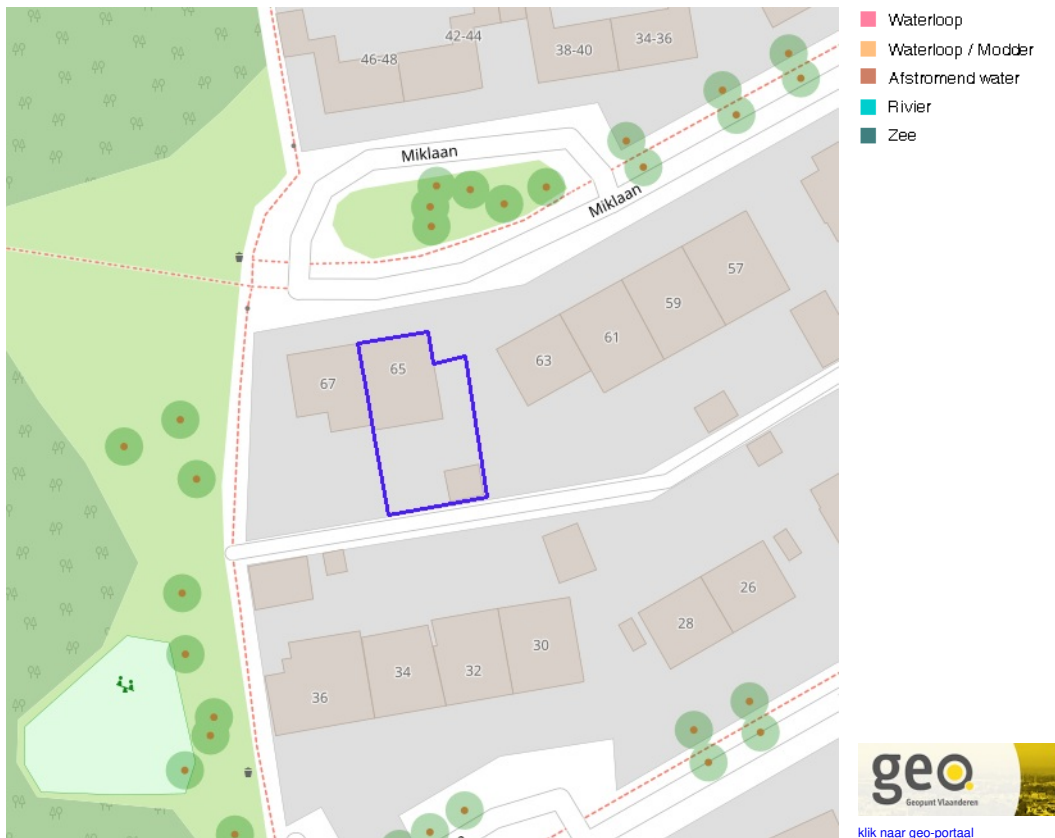 46-48
42-44
38-40
34-36
Miklaan
Miklaan
57
59
61
63
65
67
26
28
30
32
34
36
Waterloop
Waterloop / Modder
Afstromend water
Rivier
Zee
geo.
Geopunt Vlaanderen
klik naar geo-portaal